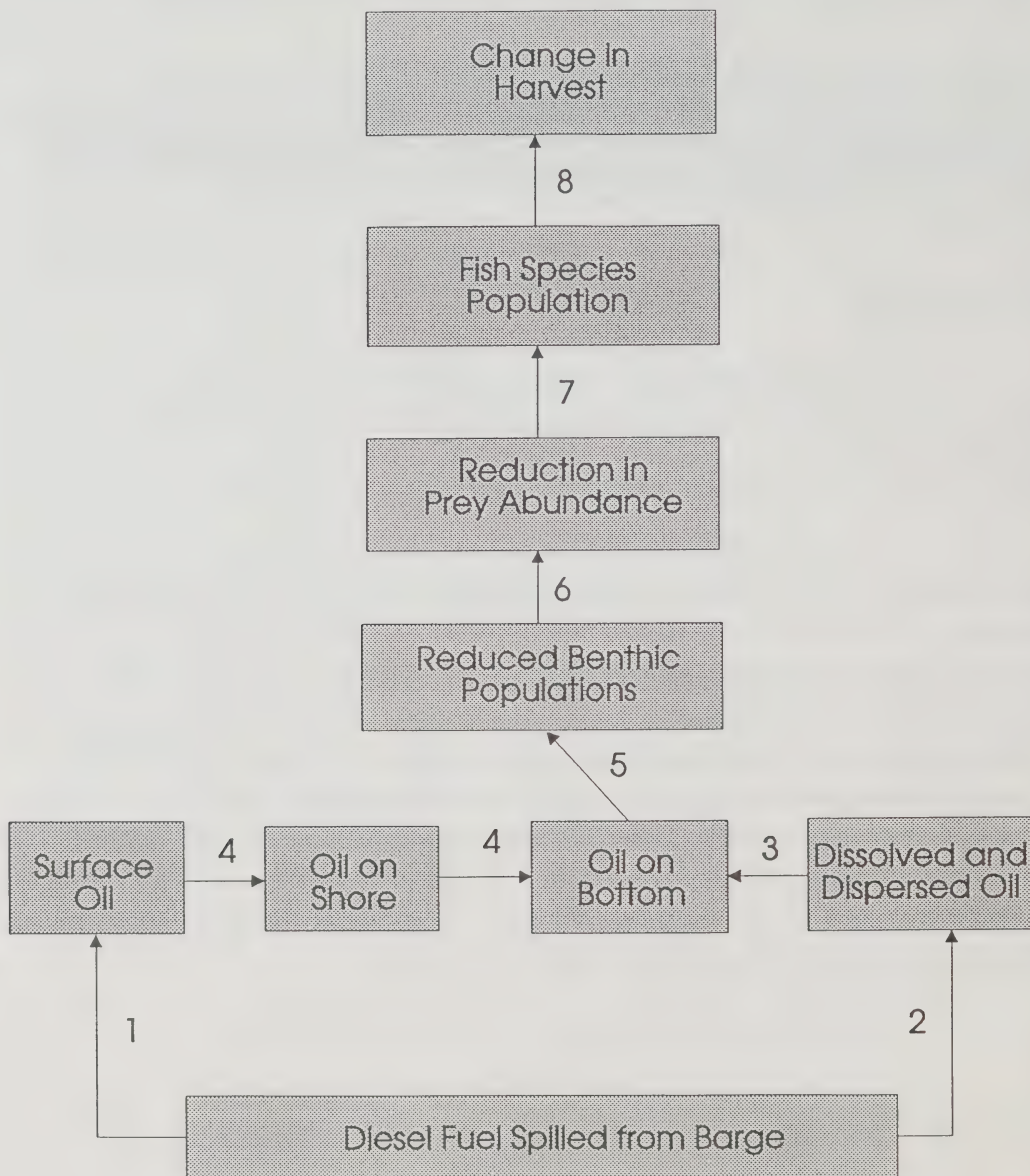 Change in
Harvest
8
Fish Species
Population
7
Reduction in
Prey Abundance
6
Reduced Benthic
Populations
5
Surface
Oil
4
Oil on
Shore
4
Oil on
Bottom
3
Dissolved and
Dispersed Oil
1
2
Diesel Fuel Spilled from Barge